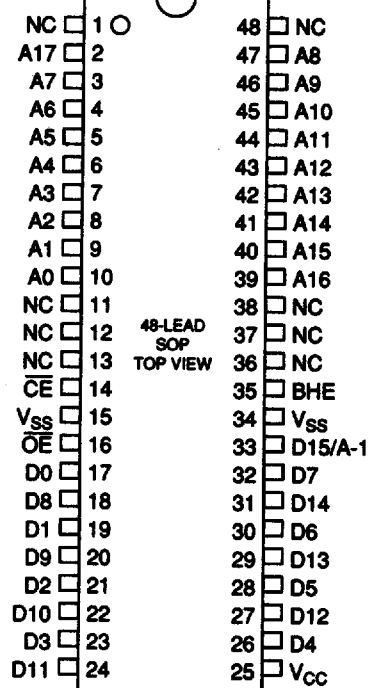 NC 1 48 NC
A17 2 47 A8
A7 3 46 A9
A6 4 45 A10
A5 5 44 A11
A4 6 43 A12
A3 7 42 A13
A2 8 41 A14
A1 9 40 A15
A0 10 39 A16
NC 11 38 NC
NC 12 48-LEAD SOP TOP VIEW 37 NC
NC 13 36 NC
C̅E̅ 14 35 BHE
VSS 15 34 VSS
O̅E̅ 16 33 D15/A-1
D0 17 32 D7
D8 18 31 D14
D1 19 30 D6
D9 20 29 D13
D2 21 28 D5
D10 22 27 D12
D3 23 26 D4
D11 24 25 VCC